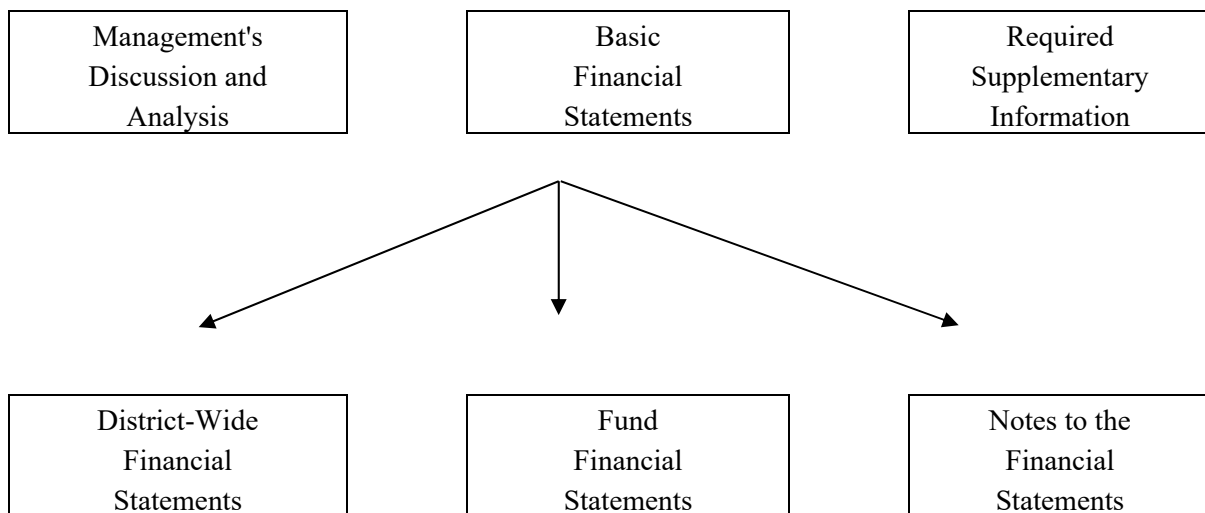 Management's
Discussion and
Analysis
Basic
Financial
Statements
Required
Supplementary
Information
District-Wide
Financial
Statements
Fund
Financial
Statements
Notes to the
Financial
Statements